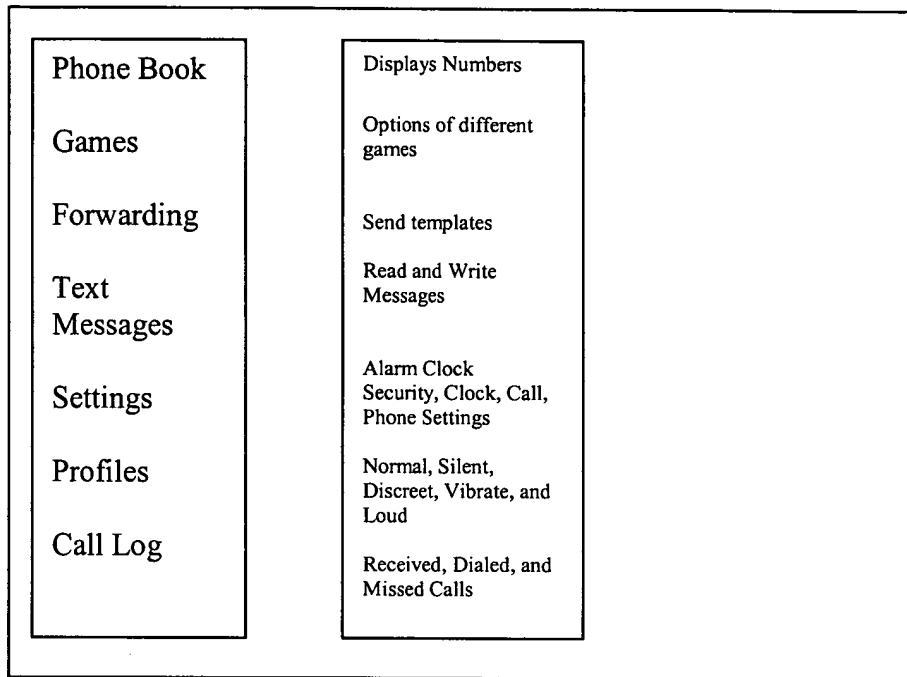 Phone Book
Games
Forwarding
Text
Messages
Settings
Profiles
Call Log
Displays Numbers
Options of different
games
Send templates
Read and Write
Messages
Alarm Clock
Security, Clock, Call,
Phone Settings
Normal, Silent,
Discreet, Vibrate, and
Loud
Received, Dialed, and
Missed Calls